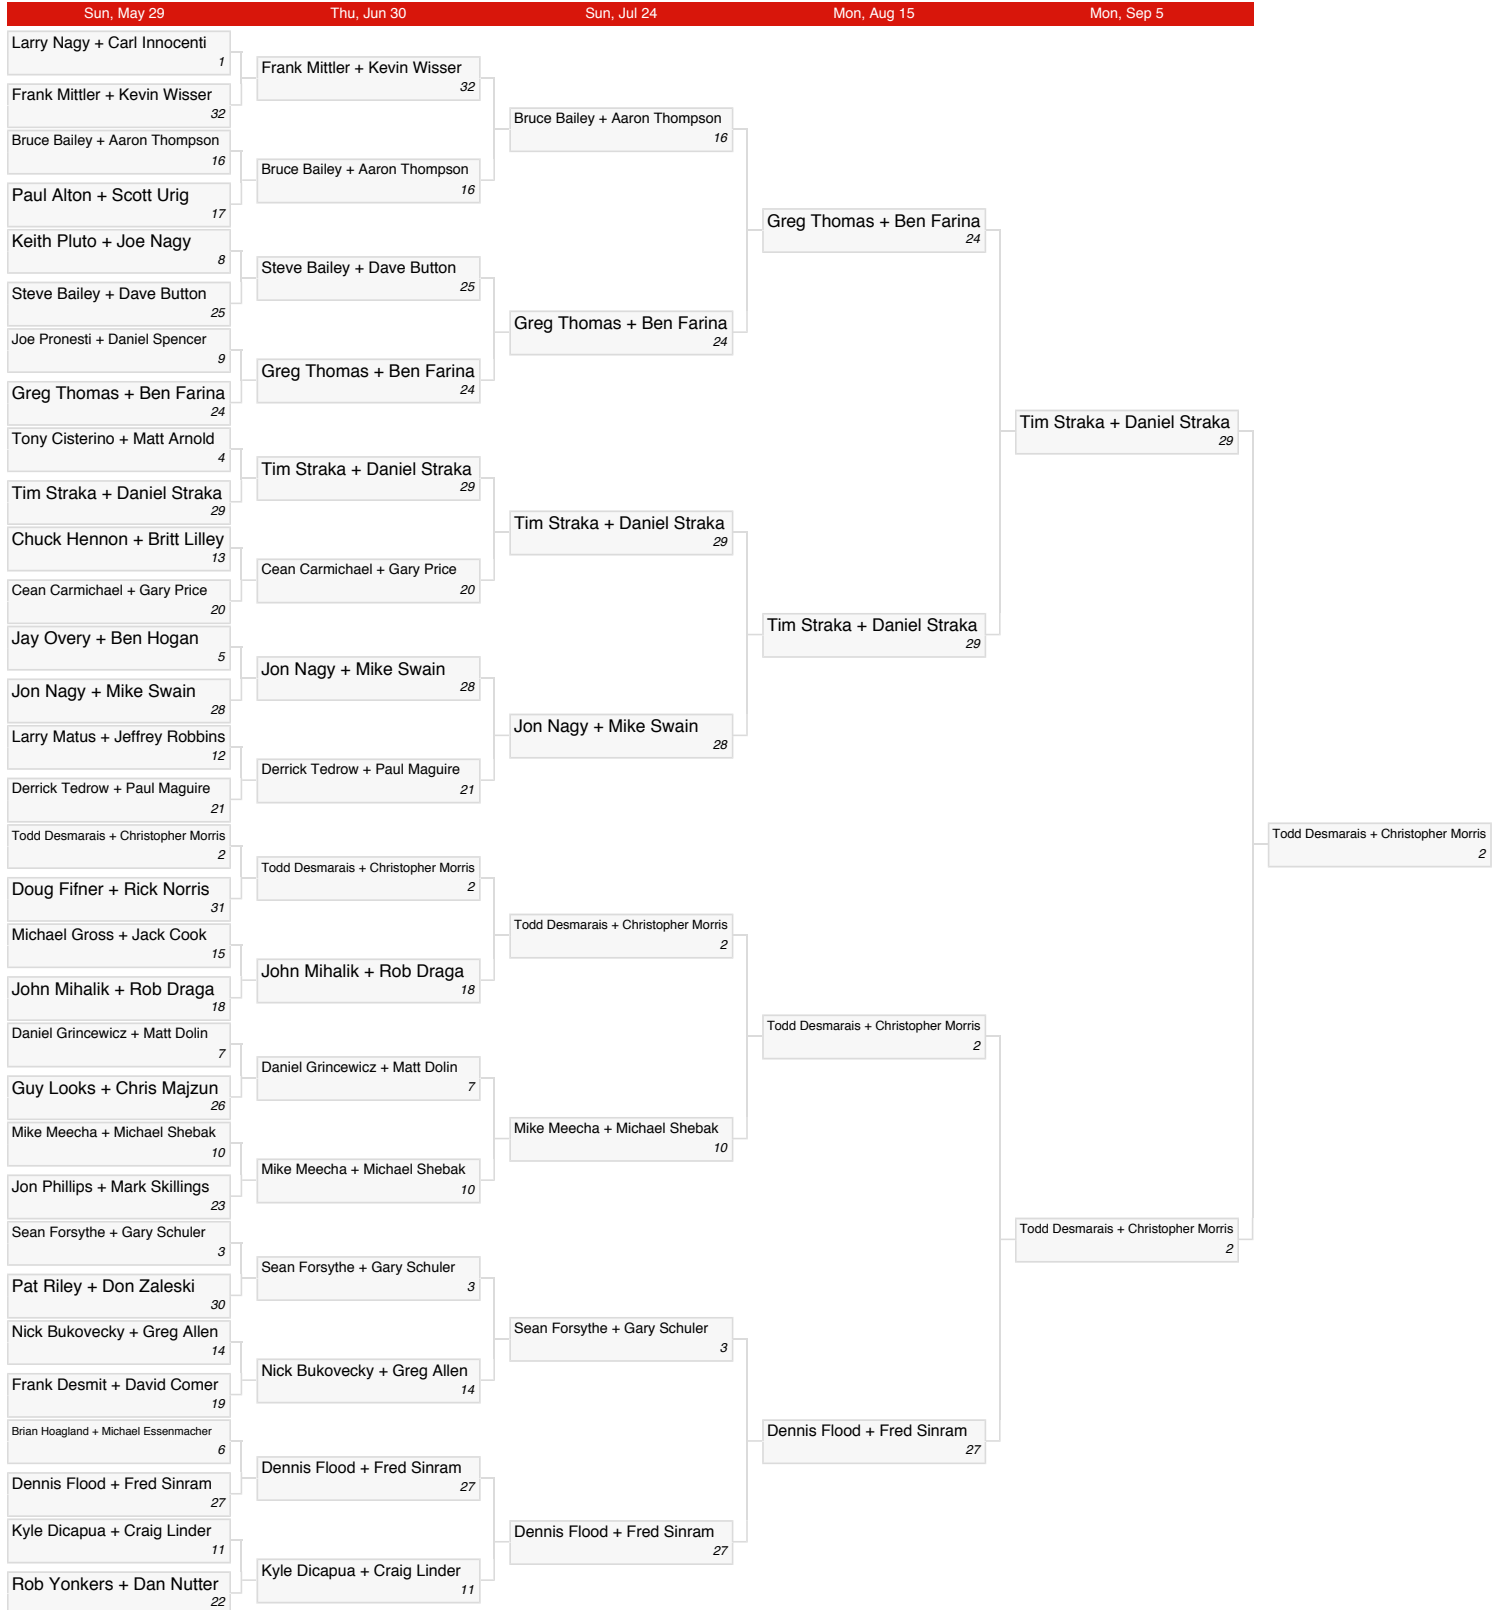 Sun, May 29
Thu, Jun 30
Sun, Jul 24
Mon, Aug 15
Mon, Sep 5
Larry Nagy + Carl Innocenti
1
Frank Mittler + Kevin Wisser
32
Bruce Bailey + Aaron Thompson
16
Paul Alton + Scott Urig
17
Keith Pluto + Joe Nagy
8
Steve Bailey + Dave Button
25
Joe Pronesti + Daniel Spencer
9
Greg Thomas + Ben Farina
24
Tony Cisterino + Matt Arnold
4
Tim Straka + Daniel Straka
29
Chuck Hennon + Britt Lilley
13
Cean Carmichael + Gary Price
20
Jay Overy + Ben Hogan
5
Jon Nagy + Mike Swain
28
Larry Matus + Jeffrey Robbins
12
Derrick Tedrow + Paul Maguire
21
Todd Desmarais + Christopher Morris
2
Doug Fifner + Rick Norris
31
Michael Gross + Jack Cook
15
John Mihalik + Rob Draga
18
Daniel Grincewicz + Matt Dolin
7
Guy Looks + Chris Majzun
26
Mike Meecha + Michael Shebak
10
Jon Phillips + Mark Skillings
23
Sean Forsythe + Gary Schuler
3
Pat Riley + Don Zaleski
30
Nick Bukovecky + Greg Allen
14
Frank Desmit + David Comer
19
Brian Hoagland + Michael Essenmacher
6
Dennis Flood + Fred Sinram
27
Kyle Dicapua + Craig Linder
11
Rob Yonkers + Dan Nutter
22
Frank Mittler + Kevin Wisser
32
Bruce Bailey + Aaron Thompson
16
Steve Bailey + Dave Button
25
Greg Thomas + Ben Farina
24
Tim Straka + Daniel Straka
29
Cean Carmichael + Gary Price
20
Jon Nagy + Mike Swain
28
Derrick Tedrow + Paul Maguire
21
Todd Desmarais + Christopher Morris
2
John Mihalik + Rob Draga
18
Daniel Grincewicz + Matt Dolin
7
Mike Meecha + Michael Shebak
10
Sean Forsythe + Gary Schuler
3
Nick Bukovecky + Greg Allen
14
Dennis Flood + Fred Sinram
27
Kyle Dicapua + Craig Linder
11
Bruce Bailey + Aaron Thompson
16
Greg Thomas + Ben Farina
24
Tim Straka + Daniel Straka
29
Jon Nagy + Mike Swain
28
Todd Desmarais + Christopher Morris
2
Mike Meecha + Michael Shebak
10
Sean Forsythe + Gary Schuler
3
Dennis Flood + Fred Sinram
27
Greg Thomas + Ben Farina
24
Tim Straka + Daniel Straka
29
Todd Desmarais + Christopher Morris
2
Dennis Flood + Fred Sinram
27
Tim Straka + Daniel Straka
29
Todd Desmarais + Christopher Morris
2
Todd Desmarais + Christopher Morris
2